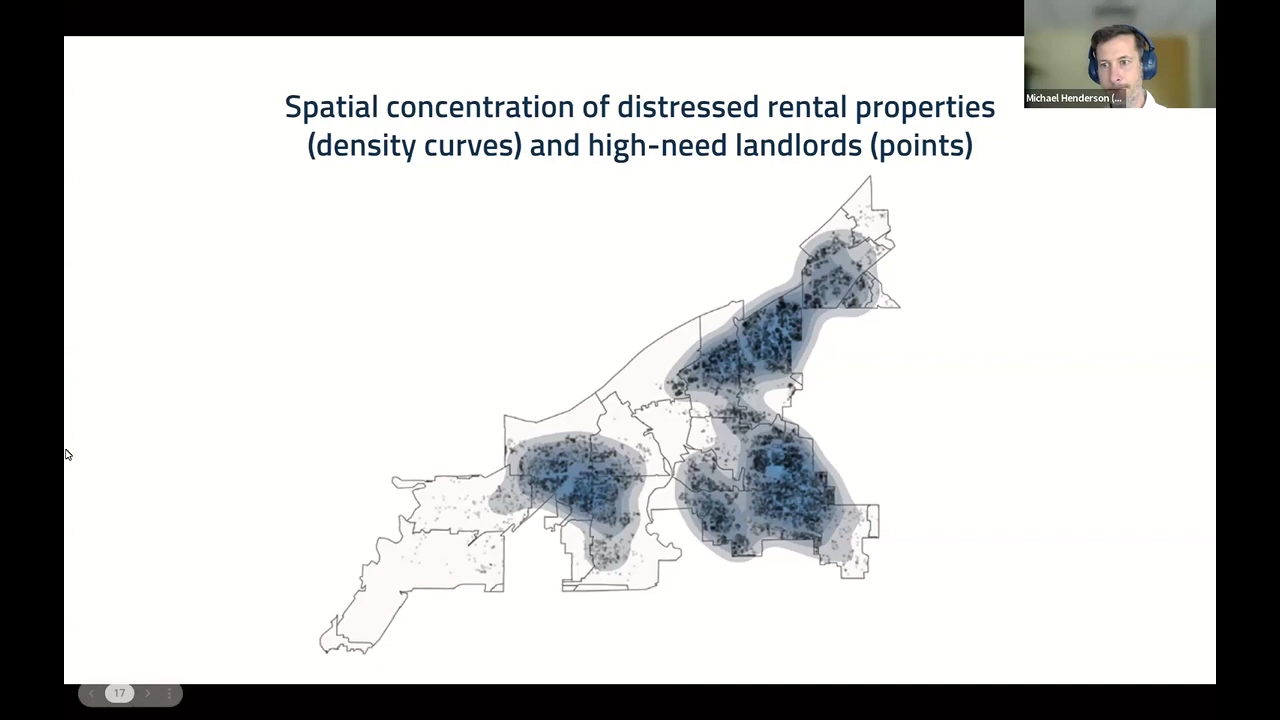 Spatial concentration of distressed rental properties
(density curves) and high-need landlords (points)
Michael Henderson (...
17